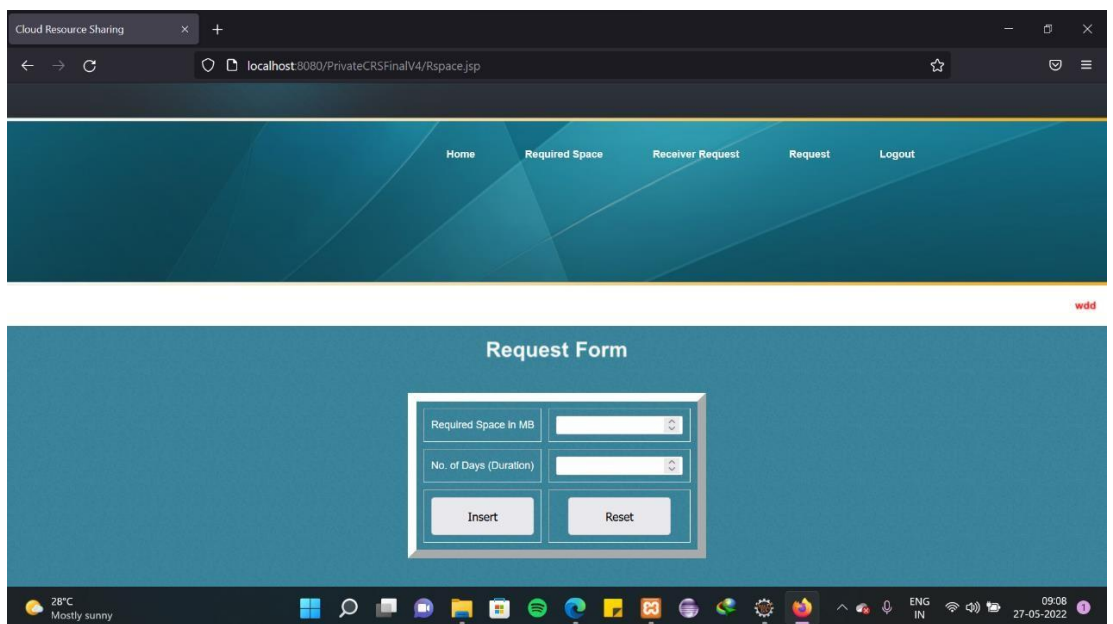 Cloud Resource Sharing
localhost:8080/PrivateCRSFinalV4/Rspace.jsp
Home Required Space Receiver Request Request Logout
wdd
Request Form
Required Space in MB
No. of Days (Duration)
Insert Reset
28°C
Mostly sunny
ENG
IN
09:08
27-05-2022
1